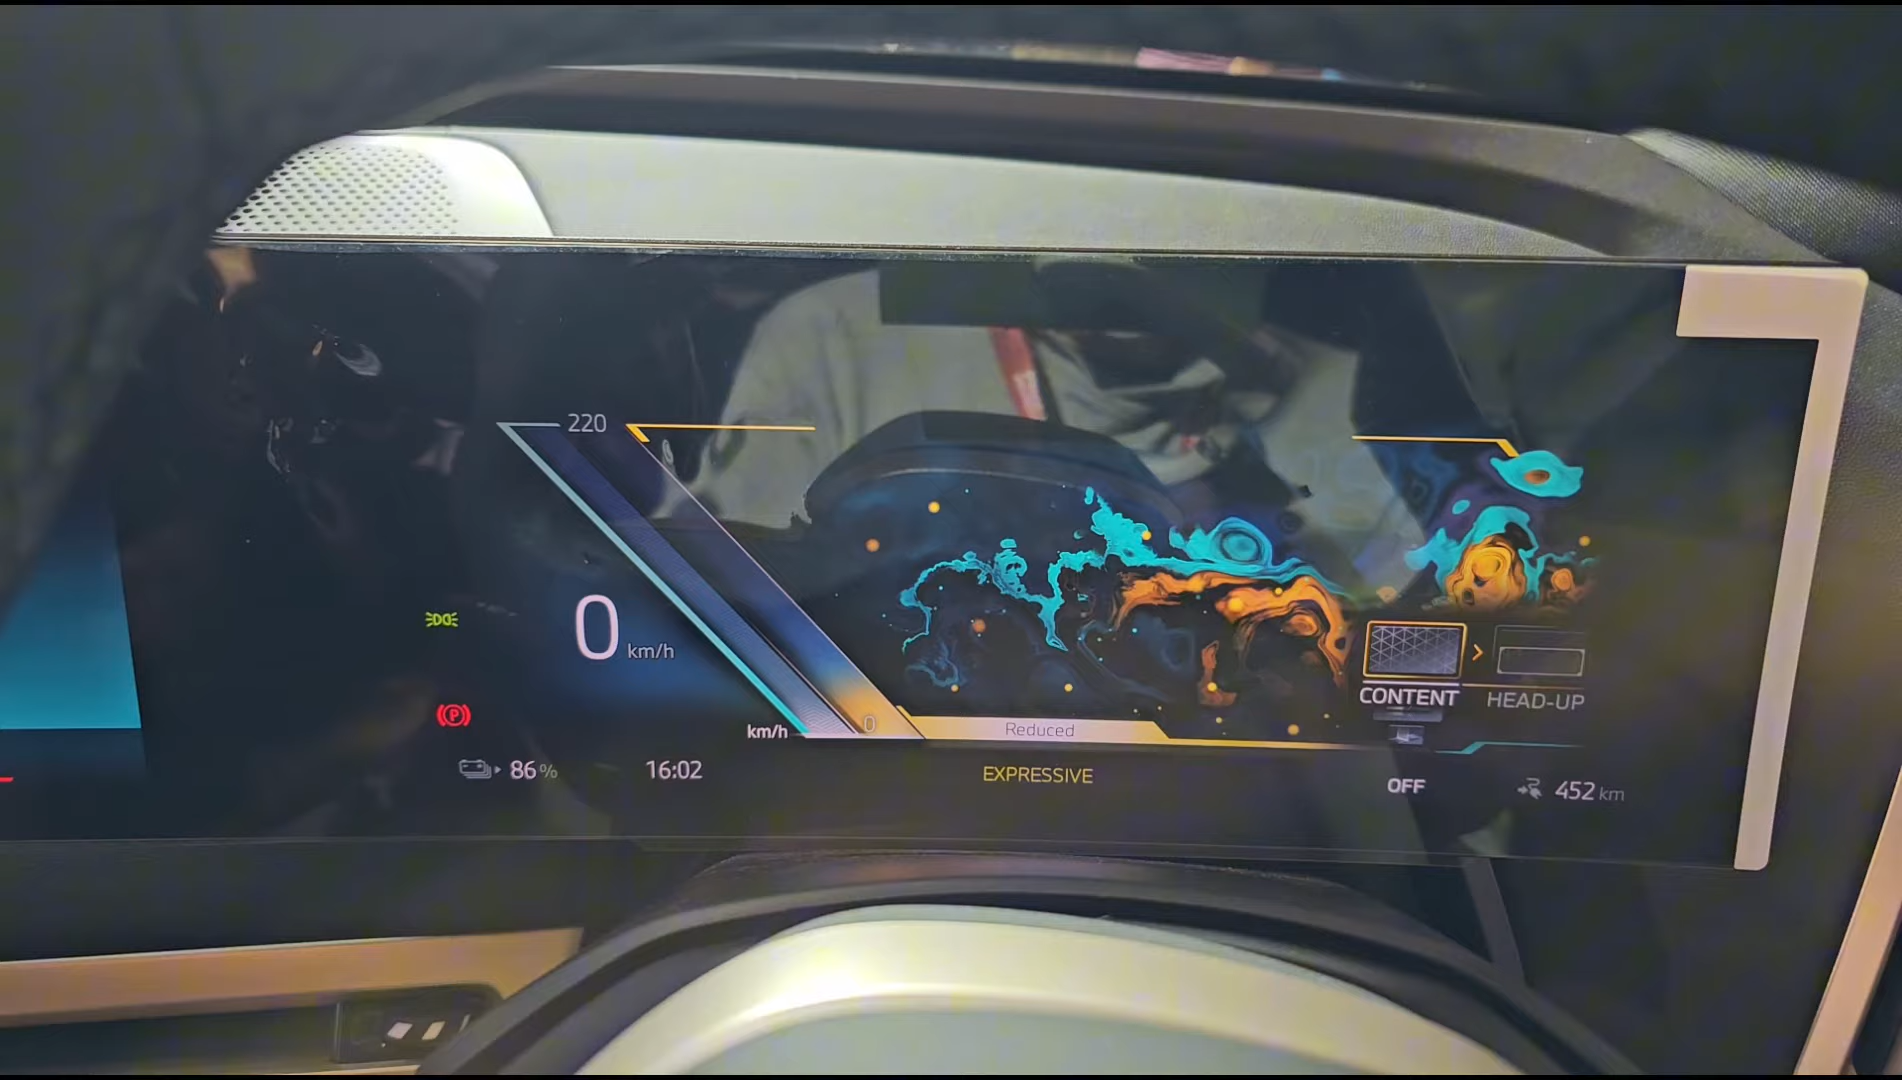 220
0
km/h
CONTENT
HEAD-UP
km/h
0
Reduced
86 %
16:02
EXPRESSIVE
OFF
452 km